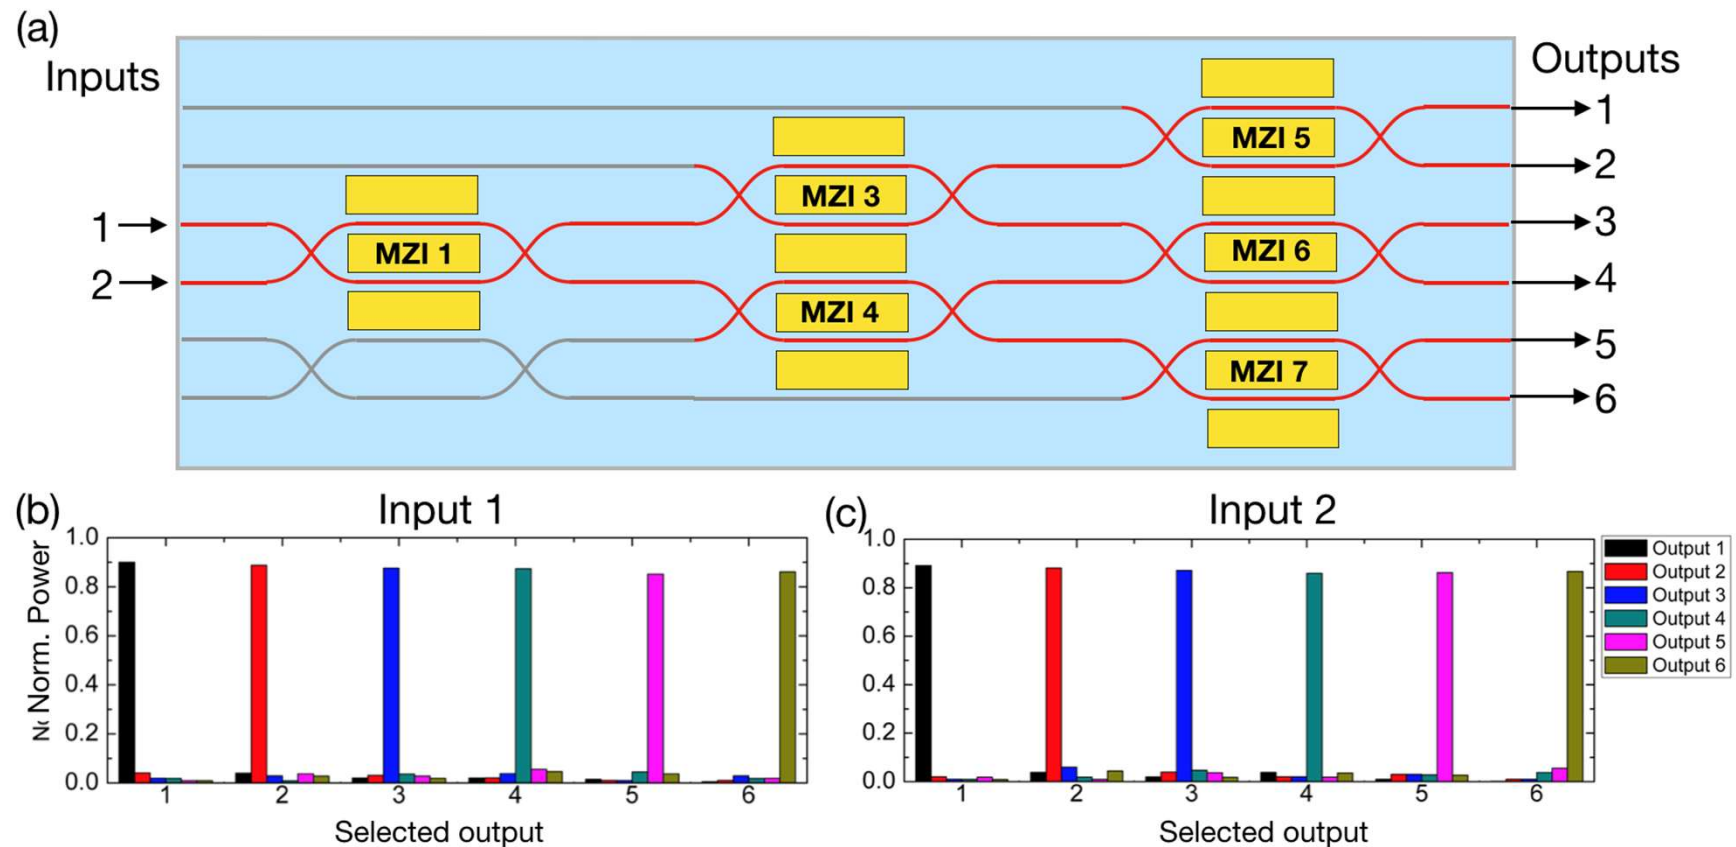 (a)
Inputs
Outputs
1
2
MZI 1
MZI 3
MZI 4
MZI 5
MZI 6
MZI 7
1
2
3
4
5
6
(b)
Input 1
Norm. Power
1.0
0.8
0.6
0.4
0.2
0.0
1 2 3 4 5 6
Selected output
(c)
Input 2
1.0
0.8
0.6
0.4
0.2
0.0
1 2 3 4 5 6
Selected output
Output 1
Output 2
Output 3
Output 4
Output 5
Output 6